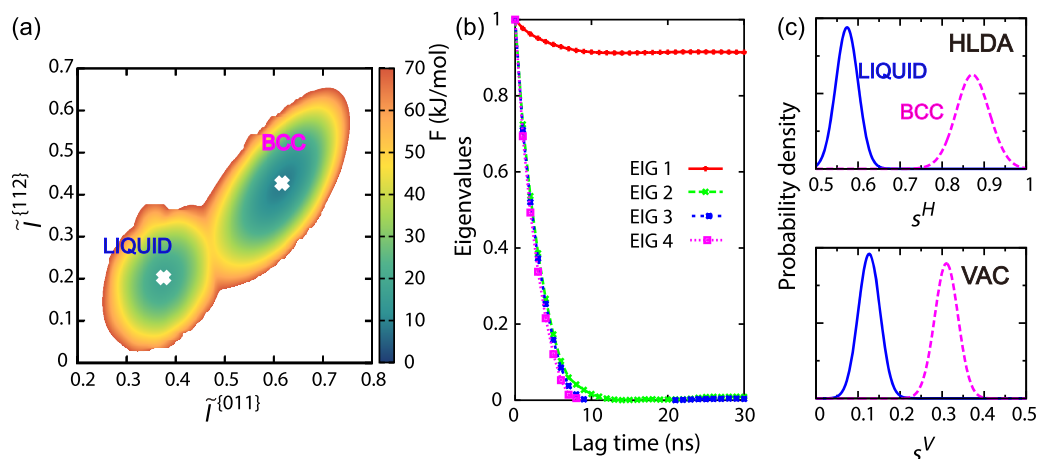 (a)
0.7
0.6
0.5
0.4
0.3
0.2
0.1
0
0.2 0.3 0.4 0.5 0.6 0.7 0.8
Ĩ{112}
Ĩ{011}
LIQUID
BCC
70
60
50
40
30
20
10
0
F (kJ/mol)
(b)
1
0.8
0.6
0.4
0.2
0
0 10 20 30
Eigenvalues
Lag time (ns)
EIG 1
EIG 2
EIG 3
EIG 4
(c)
HLDA
LIQUID
BCC
0.5 0.6 0.7 0.8 0.9 1
sH
Probability density
VAC
0 0.1 0.2 0.3 0.4 0.5
sV